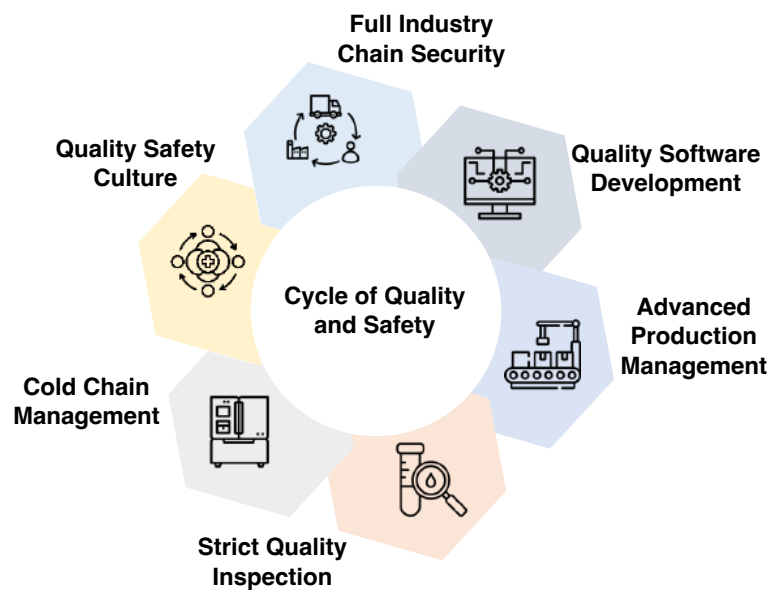 Full Industry
Chain Security
Quality Safety
Culture
Quality Software
Development
Cycle of Quality
and Safety
Advanced
Production
Management
Cold Chain
Management
Strict Quality
Inspection